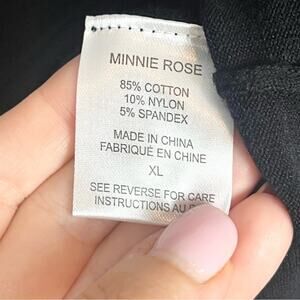 MINNIE ROSE
85% COTTON
10% NYLON
5% SPANDEX
MADE IN CHINA
FABRIQUÉ EN CHINE
XL
SEE REVERSE FOR CARE
INSTRUCTIONS AU